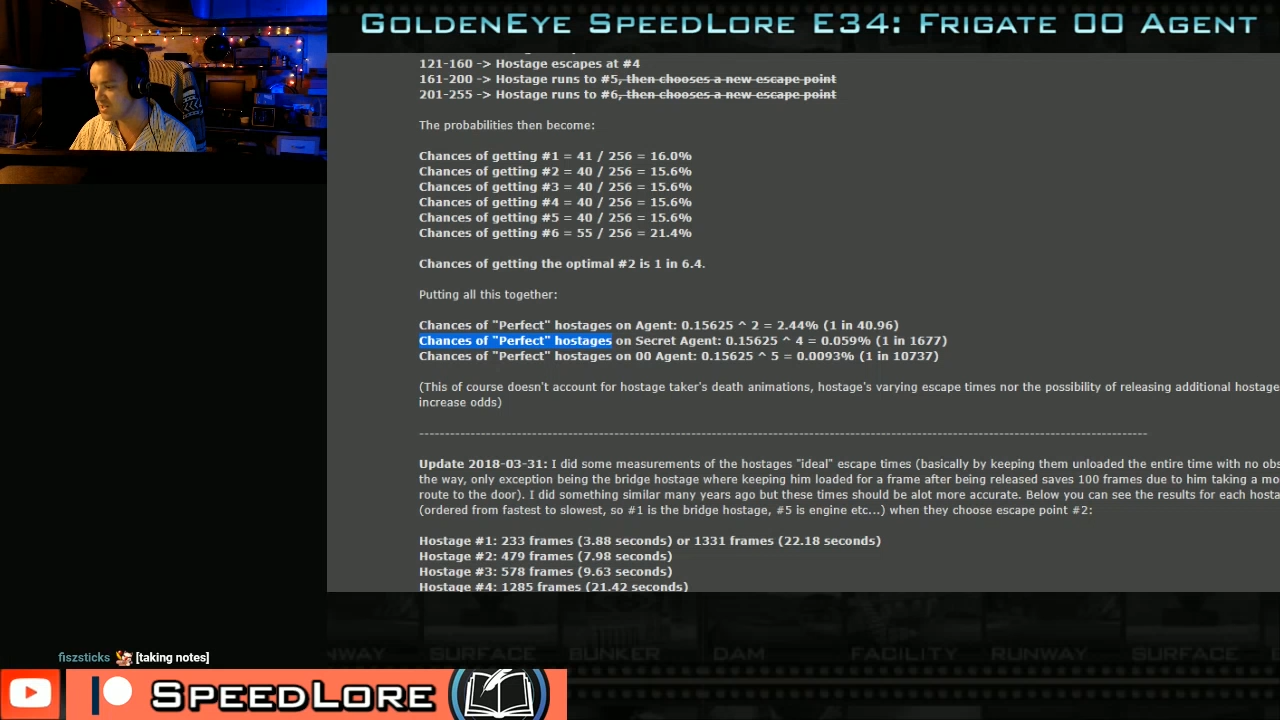 GoldenEye SpeedLore E34: Frigate 00 Agent
121-160 -> Hostage escapes at #4
161-200 -> Hostage runs to #5, then chooses a new escape point
201-255 -> Hostage runs to #6, then chooses a new escape point
The probabilities then become:
Chances of getting #1 = 41 / 256 = 16.0%
Chances of getting #2 = 40 / 256 = 15.6%
Chances of getting #3 = 40 / 256 = 15.6%
Chances of getting #4 = 40 / 256 = 15.6%
Chances of getting #5 = 40 / 256 = 15.6%
Chances of getting #6 = 55 / 256 = 21.4%
Chances of getting the optimal #2 is 1 in 6.4.
Putting all this together:
Chances of "Perfect" hostages on Agent: 0.15625 ^ 2 = 2.44% (1 in 40.96)
Chances of "Perfect" hostages on Secret Agent: 0.15625 ^ 4 = 0.059% (1 in 1677)
Chances of "Perfect" hostages on 00 Agent: 0.15625 ^ 5 = 0.0093% (1 in 10737)
(This of course doesn't account for hostage taker's death animations, hostage's varying escape times nor the possibility of releasing additional hostage
increase odds)
Update 2018-03-31: I did some measurements of the hostages "ideal" escape times (basically by keeping them unloaded the entire time with no obs
the way, only exception being the bridge hostage where keeping him loaded for a frame after being released saves 100 frames due to him taking a mo
route to the door). I did something similar many years ago but these times should be alot more accurate. Below you can see the results for each hosta
(ordered from fastest to slowest, so #1 is the bridge hostage, #5 is engine etc...) when they choose escape point #2:
Hostage #1: 233 frames (3.88 seconds) or 1331 frames (22.18 seconds)
Hostage #2: 479 frames (7.98 seconds)
Hostage #3: 578 frames (9.63 seconds)
Hostage #4: 1285 frames (21.42 seconds)
NWAY SURFACE BUNKER DAM FACILITY RUNWAY SURFACE
fiszsticks [taking notes]
SpeedLore